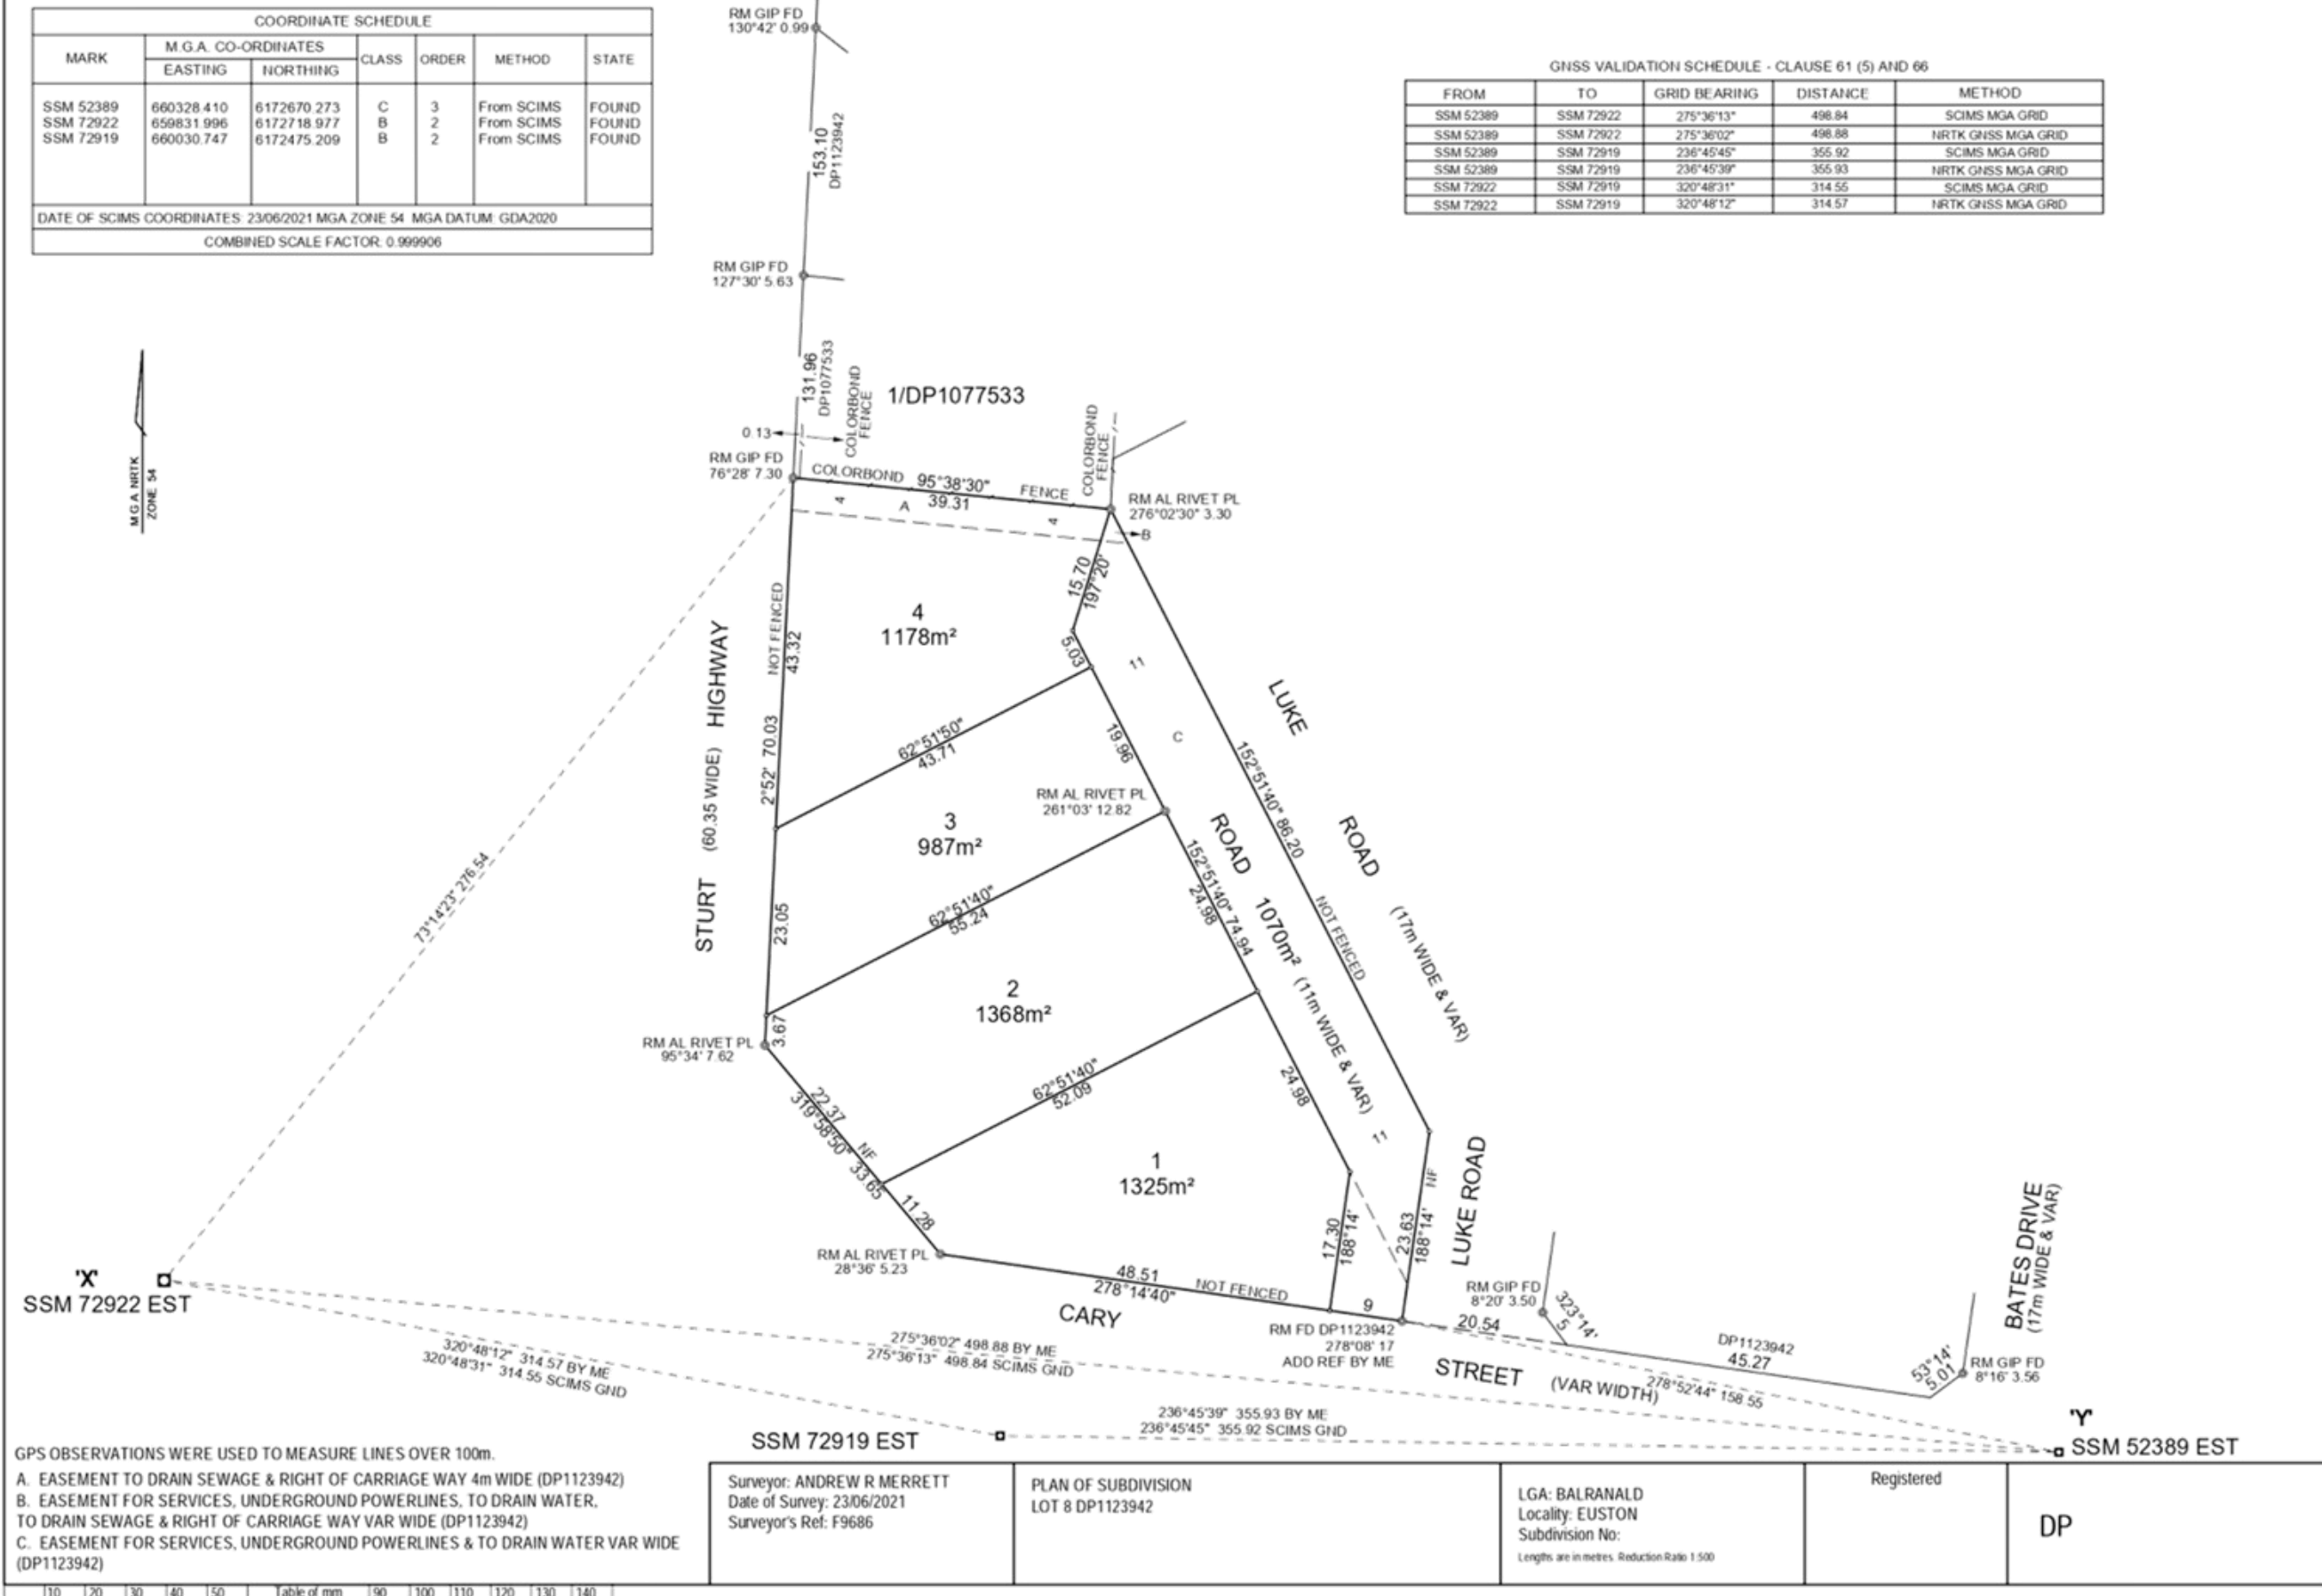 COORDINATE SCHEDULE
MARK M.G.A. CO-ORDINATES CLASS ORDER METHOD STATE
EASTING NORTHING
SSM 52389 660328.410 6172670.273 C 3 From SCIMS FOUND
SSM 72922 659831.996 6172718.977 B 2 From SCIMS FOUND
SSM 72919 660030.747 6172475.209 B 2 From SCIMS FOUND
DATE OF SCIMS COORDINATES: 23/06/2021 MGA ZONE 54 MGA DATUM: GDA2020
COMBINED SCALE FACTOR: 0.999906
GNSS VALIDATION SCHEDULE - CLAUSE 61 (5) AND 66
FROM TO GRID BEARING DISTANCE METHOD
SSM 52389 SSM 72922 275°36'13" 498.84 SCIMS MGA GRID
SSM 52389 SSM 72922 275°36'02" 498.88 NRTK GNSS MGA GRID
SSM 52389 SSM 72919 236°45'45" 355.92 SCIMS MGA GRID
SSM 52389 SSM 72919 236°45'39" 355.93 NRTK GNSS MGA GRID
SSM 72922 SSM 72919 320°48'31" 314.55 SCIMS MGA GRID
SSM 72922 SSM 72919 320°48'12" 314.57 NRTK GNSS MGA GRID
RM GIP FD
130°42' 0.99
153.10
DP1123942
RM GIP FD
127°30' 5.63
131.96
DP1077533
COLORBOND
FENCE
1/DP1077533
COLORBOND
FENCE
0.13
M G A NRTK
ZONE 54
RM GIP FD
76°28' 7.30
COLORBOND 95°38'30" FENCE
39.31
4 A 4
RM AL RIVET PL
276°02'30" 3.30
B
15.70
197°20'
NOT FENCED
43.32
4
1178m²
5.03
11
STURT (60.35 WIDE) HIGHWAY
2°52' 70.03
62°51'50"
43.71
19.96
C
LUKE ROAD (17m WIDE & VAR)
152°51'40" 86.20
NOT FENCED
RM AL RIVET PL
261°03' 12.82
3
987m²
23.05
62°51'40"
55.24
ROAD 1070m² (11m WIDE & VAR)
152°51'40" 74.94
24.98
73°14'23" 276.54
2
1368m²
3.67
RM AL RIVET PL
95°34' 7.62
62°51'40"
52.09
24.98
11
22.37
319°58'50" 33.65
NF
11.28
1
1325m²
17.30
188°14'
23.63
188°14'
NF
LUKE ROAD
RM AL RIVET PL
28°36' 5.23
48.51 NOT FENCED
278°14'40"
9
CARY STREET (VAR WIDTH)
RM FD DP1123942
278°08' 17
ADD REF BY ME
RM GIP FD
8°20' 3.50
323°14'
5
20.54
DP1123942
45.27
53°14'
5.01
RM GIP FD
8°16' 3.56
BATES DRIVE
(17m WIDE & VAR)
278°52'44" 158.55
'X'
SSM 72922 EST
275°36'02" 498.88 BY ME
275°36'13" 498.84 SCIMS GND
320°48'12" 314.57 BY ME
320°48'31" 314.55 SCIMS GND
236°45'39" 355.93 BY ME
236°45'45" 355.92 SCIMS GND
SSM 72919 EST
'Y'
SSM 52389 EST
GPS OBSERVATIONS WERE USED TO MEASURE LINES OVER 100m.
A. EASEMENT TO DRAIN SEWAGE & RIGHT OF CARRIAGE WAY 4m WIDE (DP1123942)
B. EASEMENT FOR SERVICES, UNDERGROUND POWERLINES, TO DRAIN WATER,
TO DRAIN SEWAGE & RIGHT OF CARRIAGE WAY VAR WIDE (DP1123942)
C. EASEMENT FOR SERVICES, UNDERGROUND POWERLINES & TO DRAIN WATER VAR WIDE
(DP1123942)
Surveyor: ANDREW R MERRETT
Date of Survey: 23/06/2021
Surveyor's Ref: F9686
PLAN OF SUBDIVISION
LOT 8 DP1123942
LGA: BALRANALD
Locality: EUSTON
Subdivision No:
Lengths are in metres. Reduction Ratio 1:500
Registered
DP
10 20 30 40 50 Table of mm 90 100 110 120 130 140